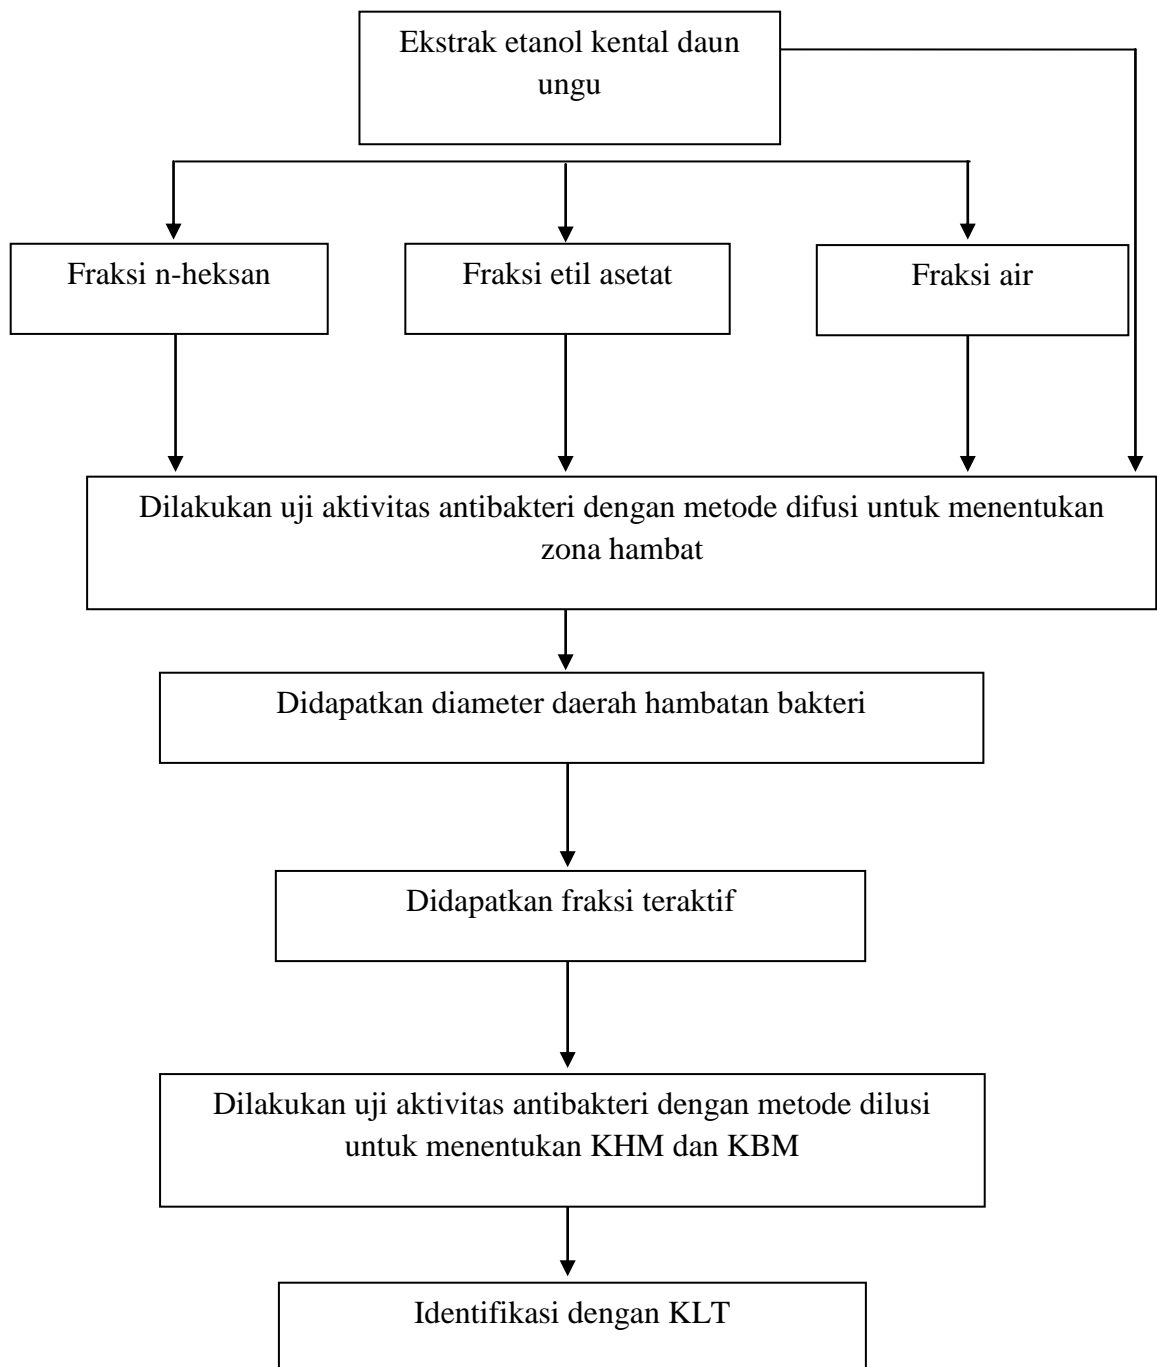 Ekstrak etanol kental daun
ungu
Fraksi n-heksan
Fraksi etil asetat
Fraksi air
Dilakukan uji aktivitas antibakteri dengan metode difusi untuk menentukan
zona hambat
Didapatkan diameter daerah hambatan bakteri
Didapatkan fraksi teraktif
Dilakukan uji aktivitas antibakteri dengan metode dilusi
untuk menentukan KHM dan KBM
Identifikasi dengan KLT